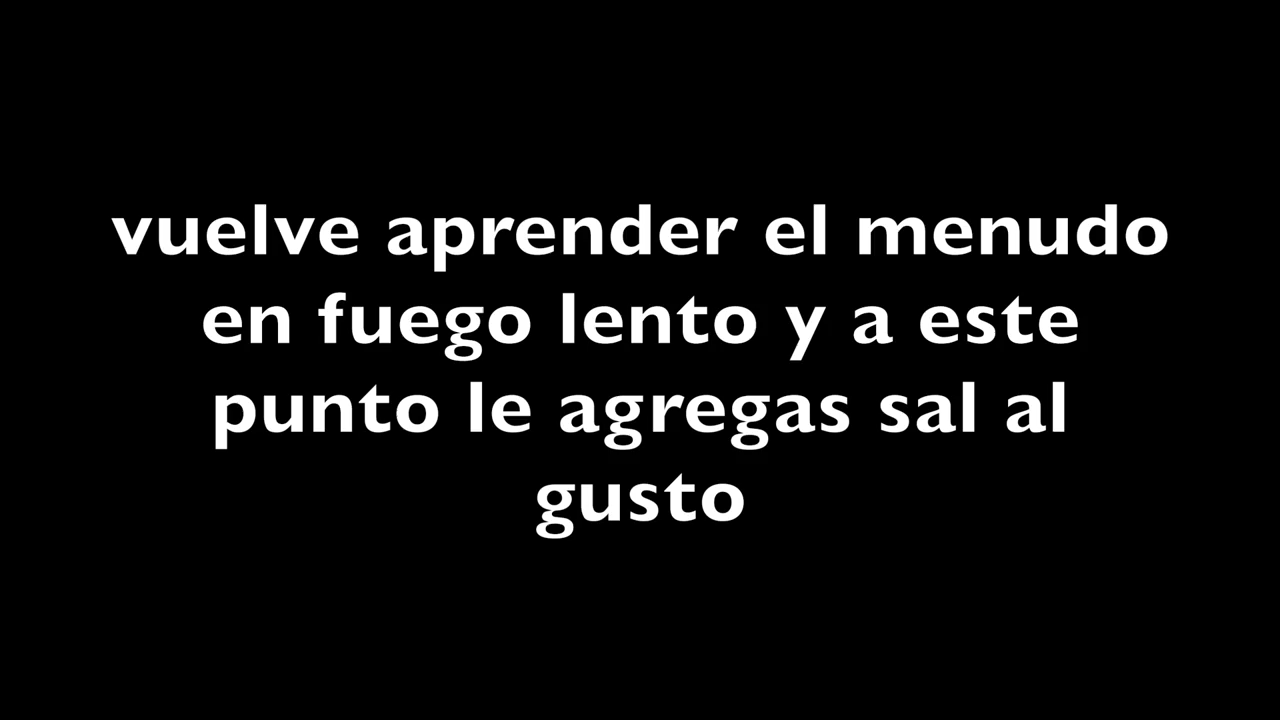 vuelve aprender el menudo
en fuego lento y a este
punto le agregas sal al
gusto